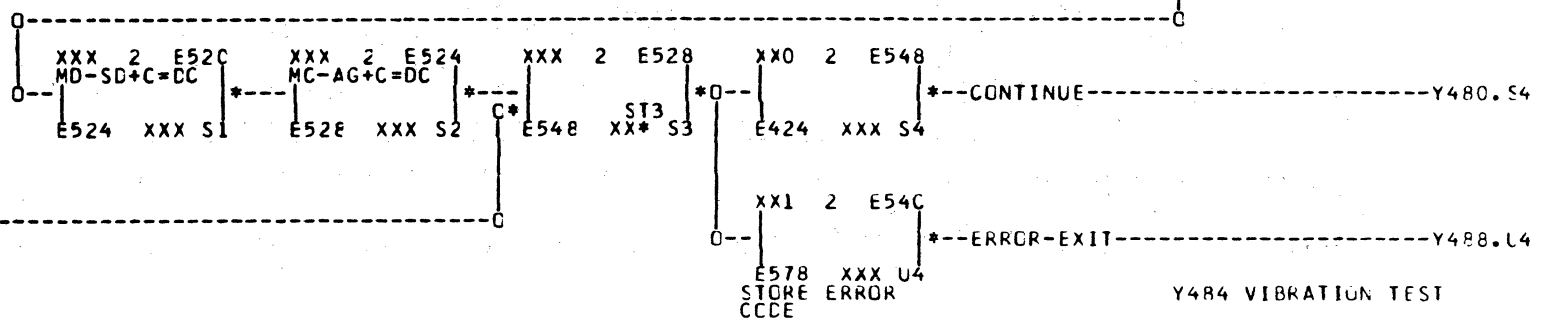 XXX 2 E520 XXX 2 E524 XXX 2 E528 XX0 2 E548
MD-SD+C=DC MC-AG+C=DC
*--CONTINUE--Y480.S4
C* ST3
E524 XXX S1 E528 XXX S2 E548 XX* S3 E424 XXX S4
XX1 2 E54C
*--ERROR-EXIT--Y488.U4
E578 XXX U4
STORE ERROR Y484 VIBRATION TEST
CODE